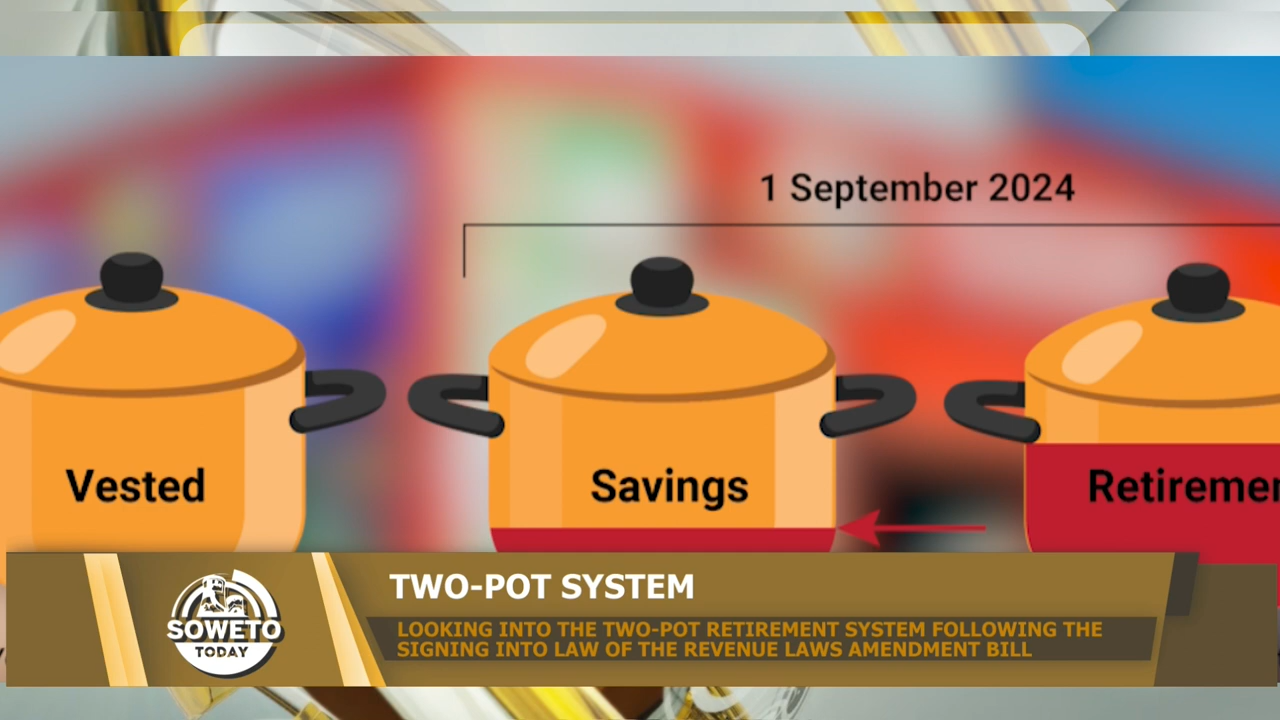 1 September 2024
Vested
Savings
TWO-POT SYSTEM
LOOKING INTO THE TWO-POT RETIREMENT SYSTEM FOLLOWING THE
SIGNING INTO LAW OF THE REVENUE LAWS AMENDMENT BILL
SOWETO
TODAY